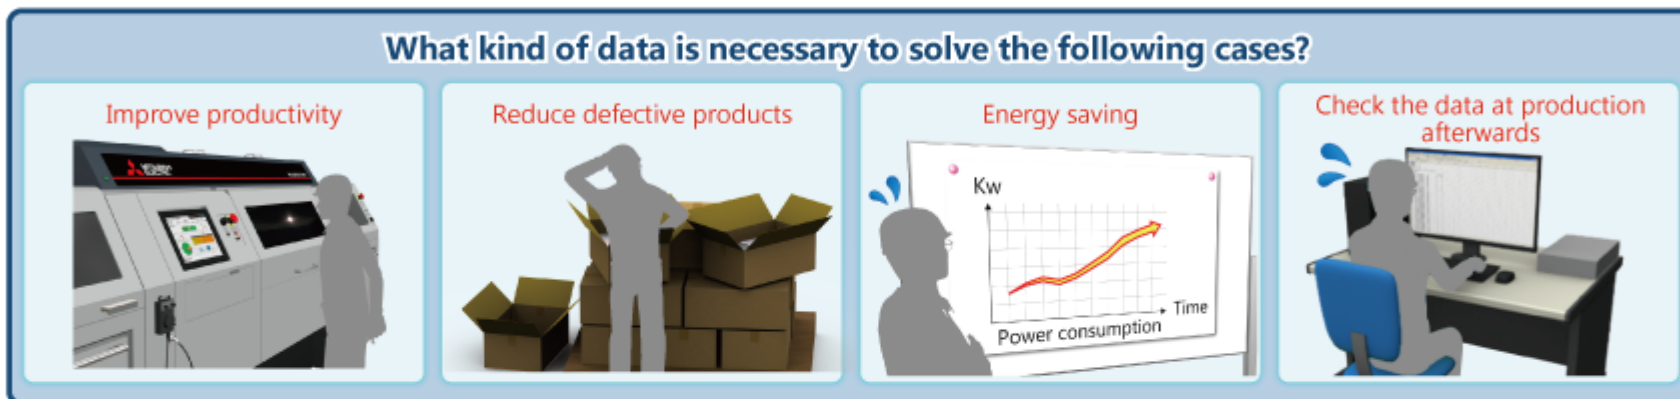 What kind of data is necessary to solve the following cases?
Improve productivity
Reduce defective products
Energy saving
Check the data at production
afterwards
Kw
Time
Power consumption